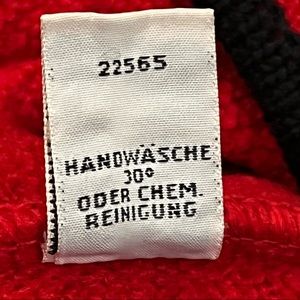 22565
HANDWÄSCHE
30°
ODER CHEM.
REINIGUNG